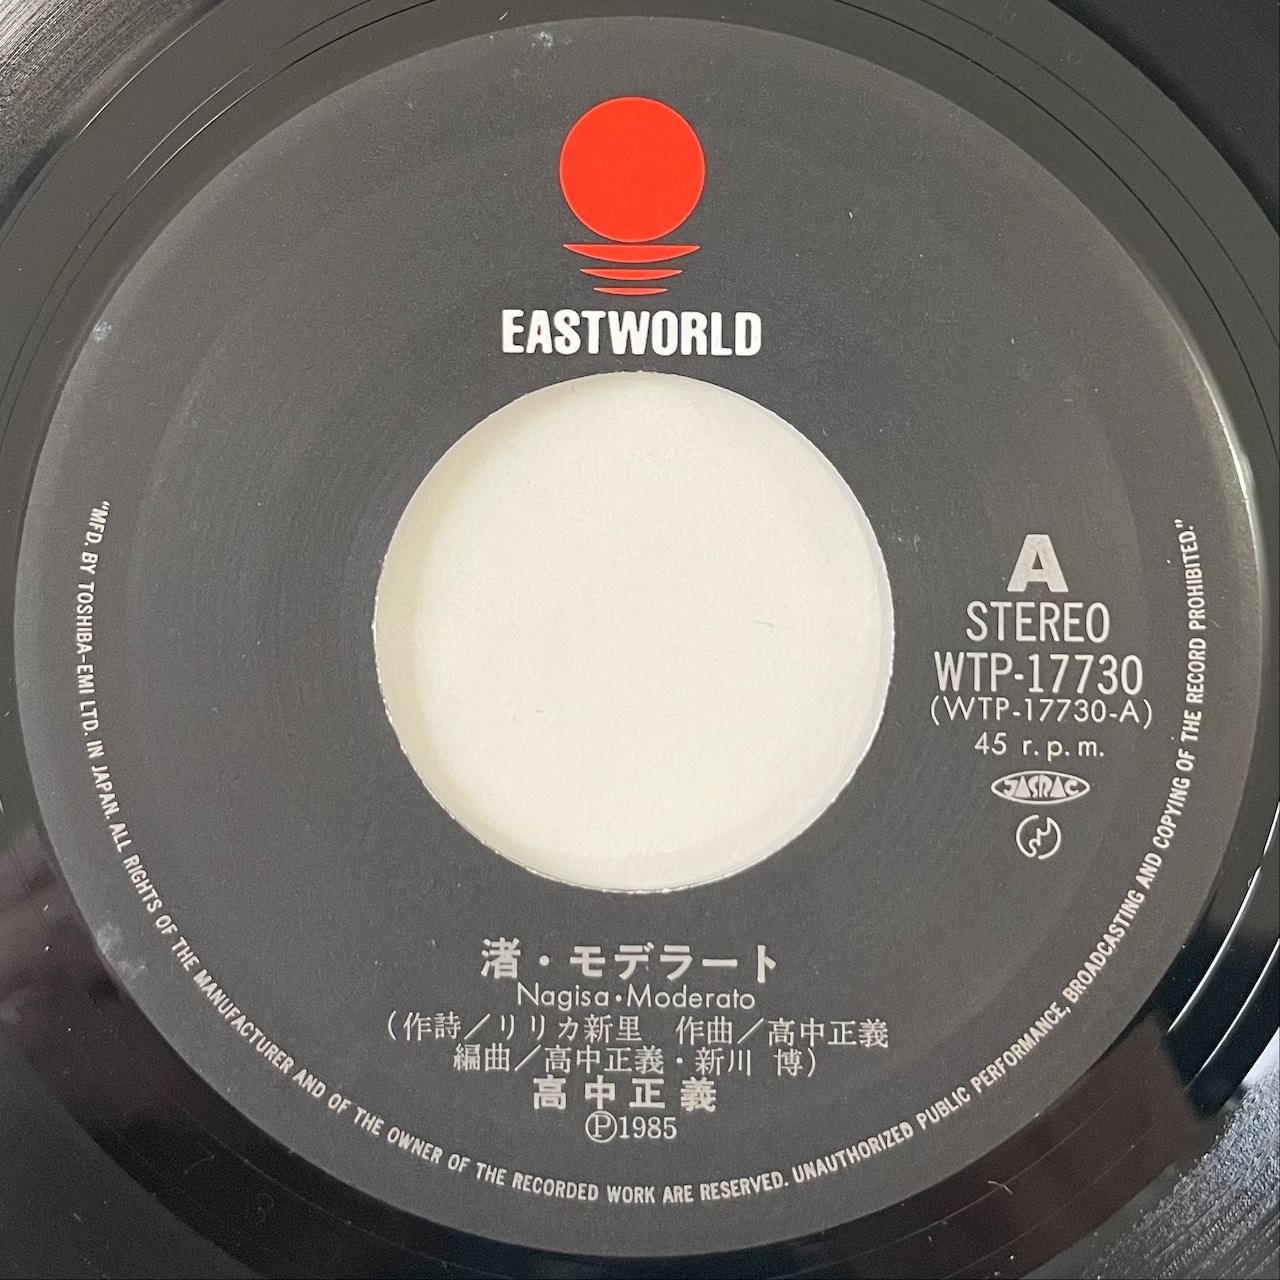 EASTWORLD
A
STEREO
WTP-17730
(WTP-17730-A)
45 r.p.m.
JASRAC
渚・モデラート
Nagisa・Moderato
(作詩／リリカ新里 作曲／高中正義
編曲／高中正義・新川 博)
高中正義
Ⓟ1985
"MFD. BY TOSHIBA-EMI LTD. IN JAPAN. ALL RIGHTS OF THE MANUFACTURER AND OF THE OWNER OF THE RECORDED WORK ARE RESERVED. UNAUTHORIZED PUBLIC PERFORMANCE, BROADCASTING AND COPYING OF THE RECORD PROHIBITED."